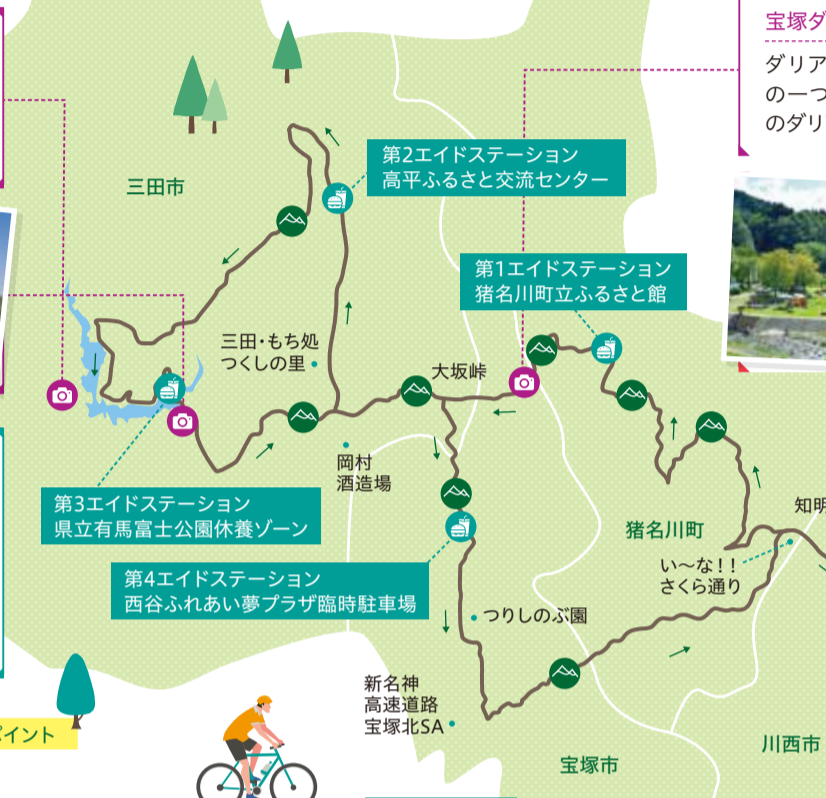 宝塚ダ
ダリア
の一つ
のダリ
第2エイドステーション
高平ふるさと交流センター
三田市
第1エイドステーション
猪名川町立ふるさと館
三田・もち処
つくしの里
大坂峠
岡村
酒造場
第3エイドステーション
県立有馬富士公園休養ゾーン
知明
猪名川町
い〜な!!
さくら通り
第4エイドステーション
西谷ふれあい夢プラザ臨時駐車場
つりしのぶ園
新名神
高速道路
宝塚北SA
イント
川西市
宝塚市